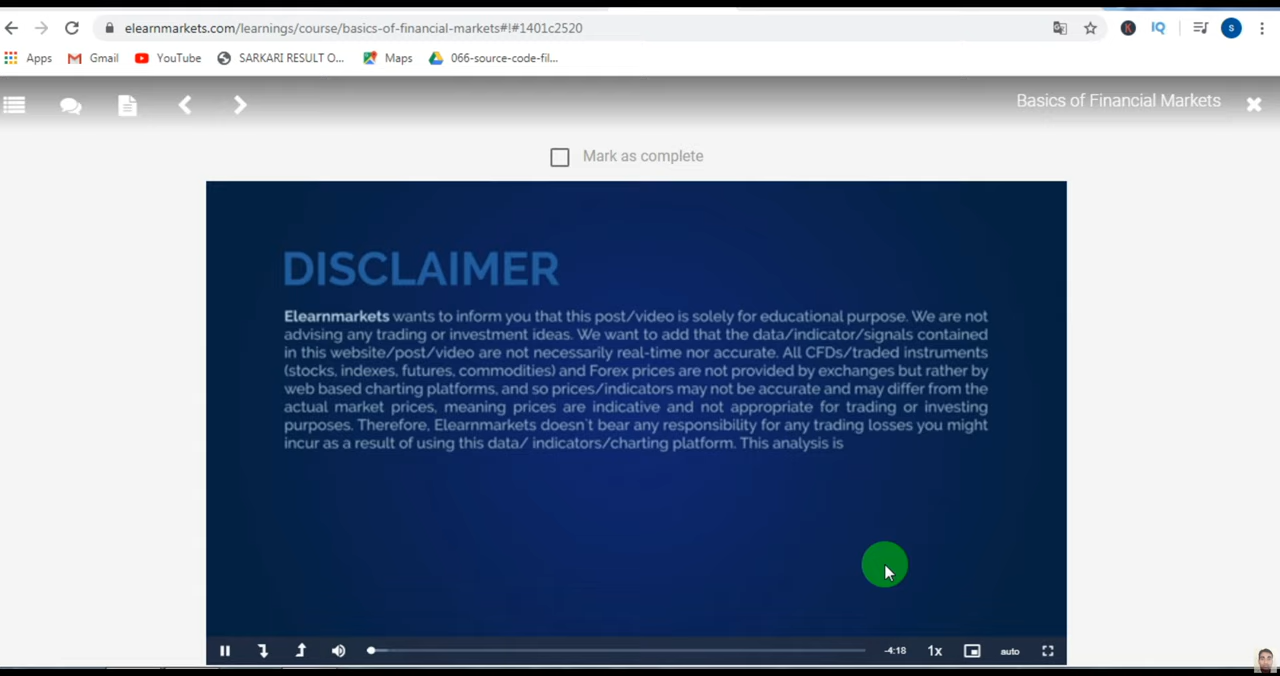 elearnmarkets.com/learnings/course/basics-of-financial-markets#!#1401c2520
K IQ s
Apps Gmail YouTube SARKARI RESULT O... Maps 066-source-code-fil...
Basics of Financial Markets
Mark as complete
DISCLAIMER
Elearnmarkets wants to inform you that this post/video is solely for educational purpose. We are not
advising any trading or investment ideas. We want to add that the data/indicator/signals contained
in this website/post/video are not necessarily real-time nor accurate. All CFDs/traded instruments
(stocks, indexes, futures, commodities) and Forex prices are not provided by exchanges but rather by
web based charting platforms, and so prices/indicators may not be accurate and may differ from the
actual market prices, meaning prices are indicative and not appropriate for trading or investing
purposes. Therefore, Elearnmarkets doesn`t bear any responsibility for any trading losses you might
incur as a result of using this data/ indicators/charting platform. This analysis is
-4:18 1x auto